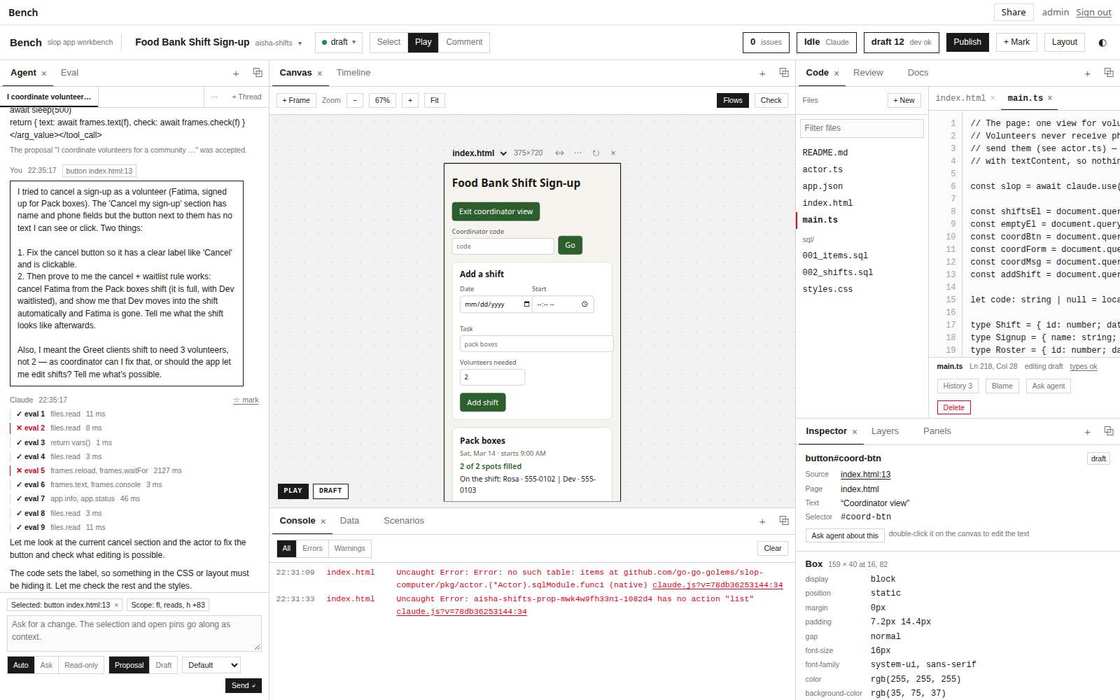 Bench
Share admin Sign out
Bench slop app workbench Food Bank Shift Sign-up aisha-shifts draft Select Play Comment 0 issues Idle Claude draft 12 dev ok Publish + Mark Layout
Agent × Eval +
I coordinate volunteer… ··· + Thread
await sleep(500)
return { text: await frames.text(f), check: await frames.check(f) }
</arg_value></tool_call>
The proposal "I coordinate volunteers for a community …" was accepted.
You 22:35:17 button index.html:13
I tried to cancel a sign-up as a volunteer (Fatima, signed
up for Pack boxes). The 'Cancel my sign-up' section has
name and phone fields but the button next to them has no
text I can see or click. Two things:
1. Fix the cancel button so it has a clear label like 'Cancel'
and is clickable.
2. Then prove to me the cancel + waitlist rule works:
cancel Fatima from the Pack boxes shift (it is full, with Dev
waitlisted), and show me that Dev moves into the shift
automatically and Fatima is gone. Tell me what the shift
looks like afterwards.
Also, I meant the Greet clients shift to need 3 volunteers,
not 2 — as coordinator can I fix that, or should the app let
me edit shifts? Tell me what's possible.
Claude 22:35:17 ☆ mark
✓ eval 1 files.read 11 ms
✕ eval 2 files.read 8 ms
✓ eval 3 return vars() 1 ms
✓ eval 4 files.read 3 ms
✕ eval 5 frames.reload, frames.waitFor 2127 ms
✓ eval 6 frames.text, frames.console 3 ms
✓ eval 7 app.info, app.status 46 ms
✓ eval 8 files.read 3 ms
✓ eval 9 files.read 11 ms
Let me look at the current cancel section and the actor to fix the
button and check what editing is possible.
The code sets the label, so something in the CSS or layout must
be hiding it. Let me check the rest and the styles.
Selected: button index.html:13 × Scope: fl, reads, h +83
Ask for a change. The selection and open pins go along as
context.
Auto Ask Read-only Proposal Draft Default
Send
Canvas × Timeline +
+ Frame Zoom − 67% + Fit Flows Check
index.html 375×720 ··· ×
Food Bank Shift Sign-up
Exit coordinator view
Coordinator code
code Go
Add a shift
Date Start
mm/dd/yyyy --:-- --
Task
pack boxes
Volunteers needed
2
Add shift
Pack boxes
Sat, Mar 14 · starts 9:00 AM
2 of 2 spots filled
On the shift: Rosa · 555-0102 | Dev · 555-
0103
PLAY DRAFT
Console × Data Scenarios +
All Errors Warnings Clear
22:31:09 index.html Uncaught Error: Error: no such table: items at github.com/go-go-golems/slop-
computer/pkg/actor.(*Actor).sqlModule.func1 (native) claude.js?v=78db36253144:34
22:31:33 index.html Uncaught Error: aisha-shifts-prop-mwk4w9fh33n1-1082d4 has no action "list"
claude.js?v=78db36253144:34
Code × Review Docs +
Files + New
Filter files
README.md
actor.ts
app.json
index.html
main.ts
sql/
001_items.sql
002_shifts.sql
styles.css
index.html × main.ts ×
1 // The page: one view for volu
2 // Volunteers never receive ph
3 // send them (see actor.ts) —
4 // with textContent, so nothin
5
6 const slop = await claude.use(
7
8 const shiftsEl = document.quer
9 const emptyEl = document.query
10 const coordBtn = document.quer
11 const coordForm = document.que
12 const coordMsg = document.quer
13 const addShift = document.quer
14
15 let code: string | null = loca
16
17 type Shift = { id: number; dat
18 type Signup = { name: string;
19 type Roster = { id: number; da
main.ts Ln 218, Col 28 editing draft types ok
History 3 Blame Ask agent
Delete
Inspector × Layers Panels +
button#coord-btn draft
Source index.html:13
Page index.html
Text “Coordinator view”
Selector #coord-btn
Ask agent about this double-click it on the canvas to edit the text
Box 159 × 40 at 16, 82
display block
position static
margin 0px
padding 7.2px 14.4px
gap normal
font-size 16px
font-family system-ui, sans-serif
color rgb(255, 255, 255)
background-color rgb(35, 75, 37)